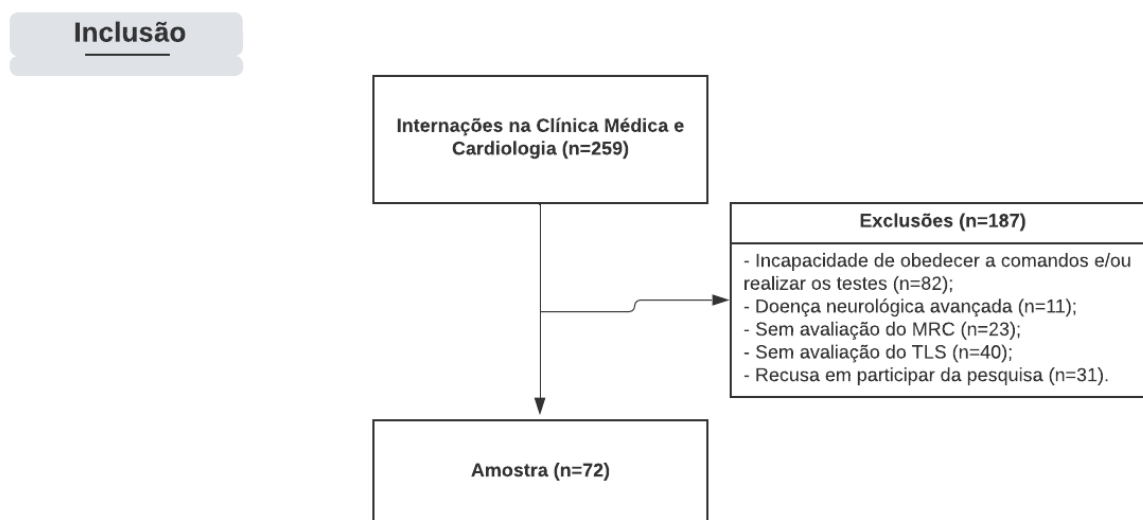 Inclusão
Internações na Clínica Médica e
Cardiologia (n=259)
Exclusões (n=187)
- Incapacidade de obedecer a comandos e/ou
realizar os testes (n=82);
- Doença neurológica avançada (n=11);
- Sem avaliação do MRC (n=23);
- Sem avaliação do TLS (n=40);
- Recusa em participar da pesquisa (n=31).
Amostra (n=72)